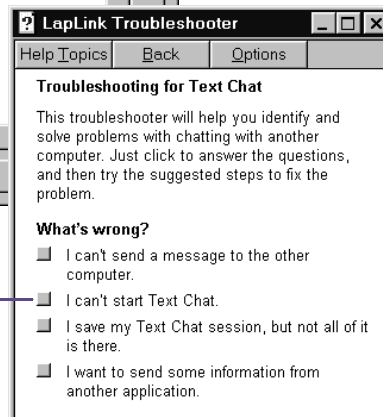 ? LapLink Troubleshooter
Help Topics Back Options
Troubleshooting for Text Chat
This troubleshooter will help you identify and
solve problems with chatting with another
computer. Just click to answer the questions,
and then try the suggested steps to fix the
problem.
What's wrong?
I can't send a message to the other
computer.
I can't start Text Chat.
I save my Text Chat session, but not all of it
is there.
I want to send some information from
another application.